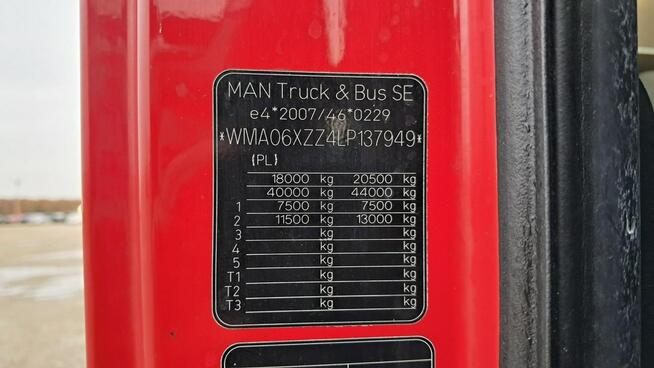 MAN Truck & Bus SE
e4*2007/46*0229
*WMA06XZZ4LP137949*
(PL)
18000 kg 20500 kg
40000 kg 44000 kg
1 7500 kg 7500 kg
2 11500 kg 13000 kg
3 kg kg
4 kg kg
5 kg kg
T1 kg kg
T2 kg kg
T3 kg kg